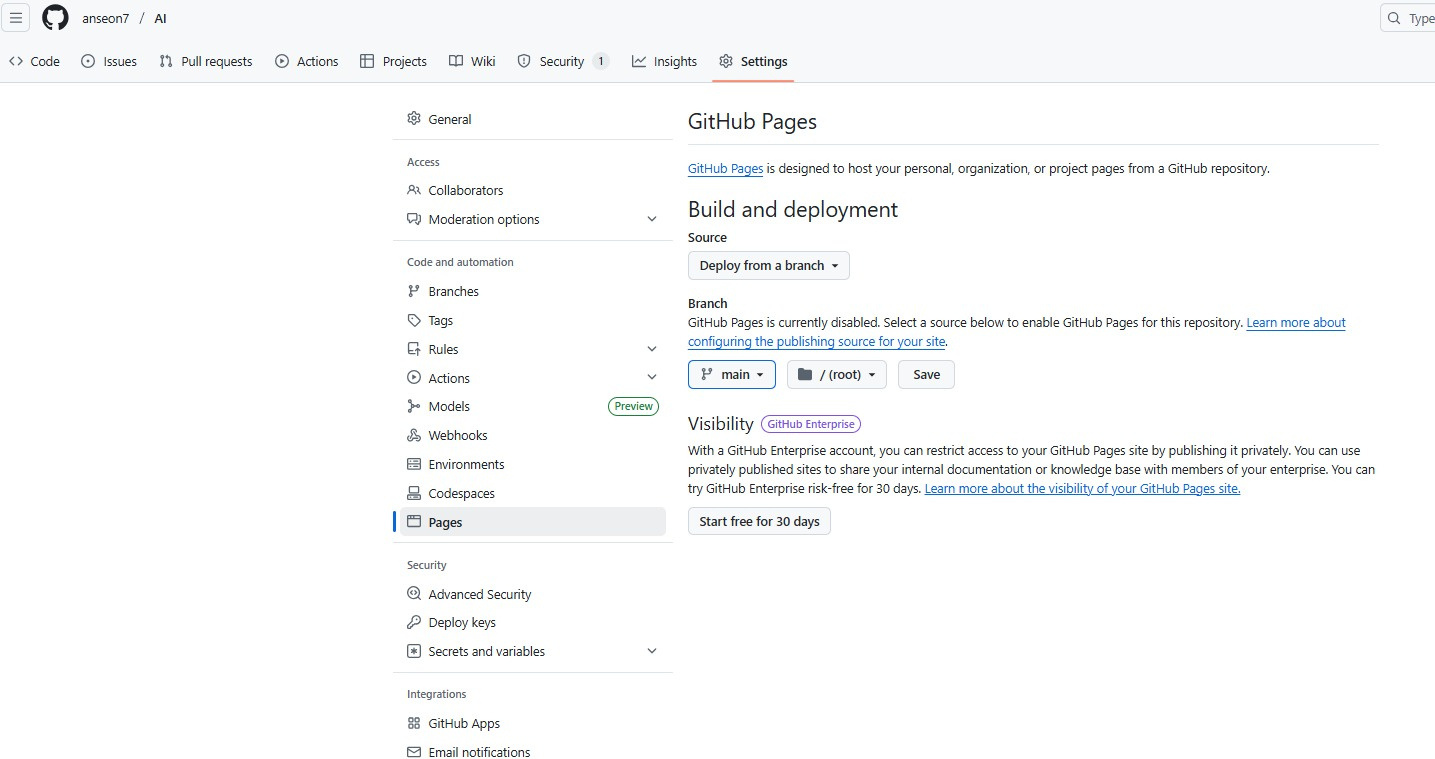 anseon7 / AI
Type
Code
Issues
Pull requests
Actions
Projects
Wiki
Security 1
Insights
Settings
General
Access
Collaborators
Moderation options
Code and automation
Branches
Tags
Rules
Actions
Models Preview
Webhooks
Environments
Codespaces
Pages
Security
Advanced Security
Deploy keys
Secrets and variables
Integrations
GitHub Apps
Email notifications
GitHub Pages
GitHub Pages is designed to host your personal, organization, or project pages from a GitHub repository.
Build and deployment
Source
Deploy from a branch
Branch
GitHub Pages is currently disabled. Select a source below to enable GitHub Pages for this repository. Learn more about
configuring the publishing source for your site.
main / (root) Save
Visibility GitHub Enterprise
With a GitHub Enterprise account, you can restrict access to your GitHub Pages site by publishing it privately. You can use
privately published sites to share your internal documentation or knowledge base with members of your enterprise. You can
try GitHub Enterprise risk-free for 30 days. Learn more about the visibility of your GitHub Pages site.
Start free for 30 days